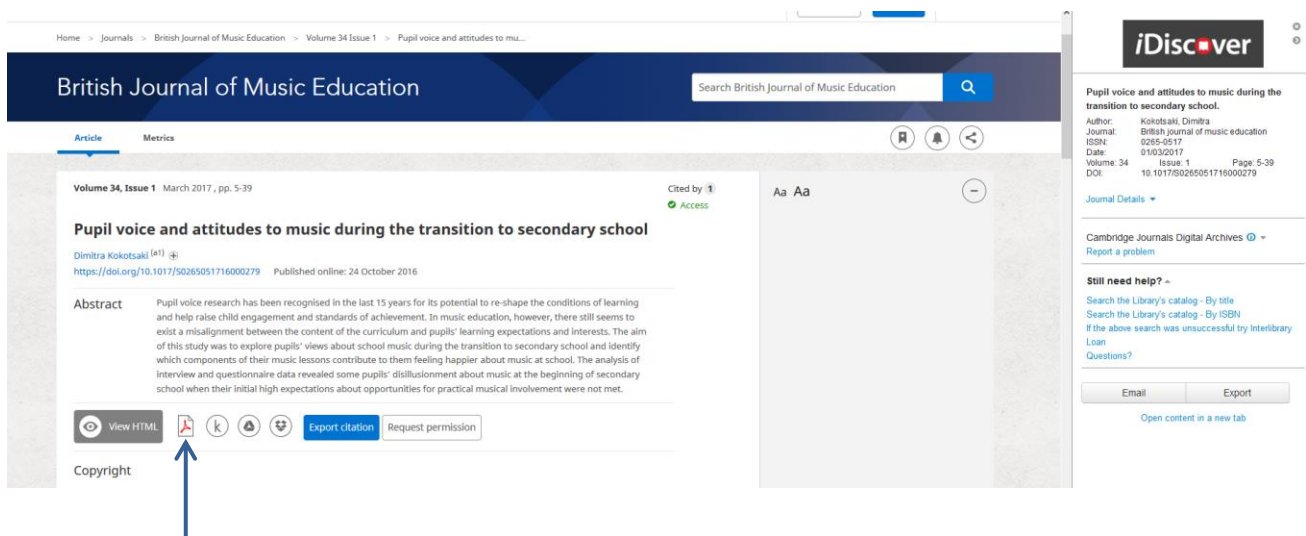 Home > Journals > British Journal of Music Education > Volume 34 Issue 1 > Pupil voice and attitudes to mu...
British Journal of Music Education
Search British Journal of Music Education
Article Metrics
Volume 34, Issue 1 March 2017 , pp. 5-39
Cited by 1
Access
Aa Aa
Pupil voice and attitudes to music during the transition to secondary school
Dimitra Kokotsaki (a1)
https://doi.org/10.1017/S0265051716000279 Published online: 24 October 2016
Abstract
Pupil voice research has been recognised in the last 15 years for its potential to re-shape the conditions of learning
and help raise child engagement and standards of achievement. In music education, however, there still seems to
exist a misalignment between the content of the curriculum and pupils' learning expectations and interests. The aim
of this study was to explore pupils' views about school music during the transition to secondary school and identify
which components of their music lessons contribute to them feeling happier about music at school. The analysis of
interview and questionnaire data revealed some pupils' disillusionment about music at the beginning of secondary
school when their initial high expectations about opportunities for practical musical involvement were not met.
View HTML k Export citation Request permission
Copyright
iDiscover
Pupil voice and attitudes to music during the
transition to secondary school.
Author: Kokotsaki, Dimitra
Journal: British journal of music education
ISSN: 0265-0517
Date: 01/03/2017
Volume: 34 Issue: 1 Page: 5-39
DOI: 10.1017/S0265051716000279
Journal Details
Cambridge Journals Digital Archives
Report a problem
Still need help?
Search the Library's catalog - By title
Search the Library's catalog - By ISBN
If the above search was unsuccessful try Interlibrary
Loan
Questions?
Email Export
Open content in a new tab